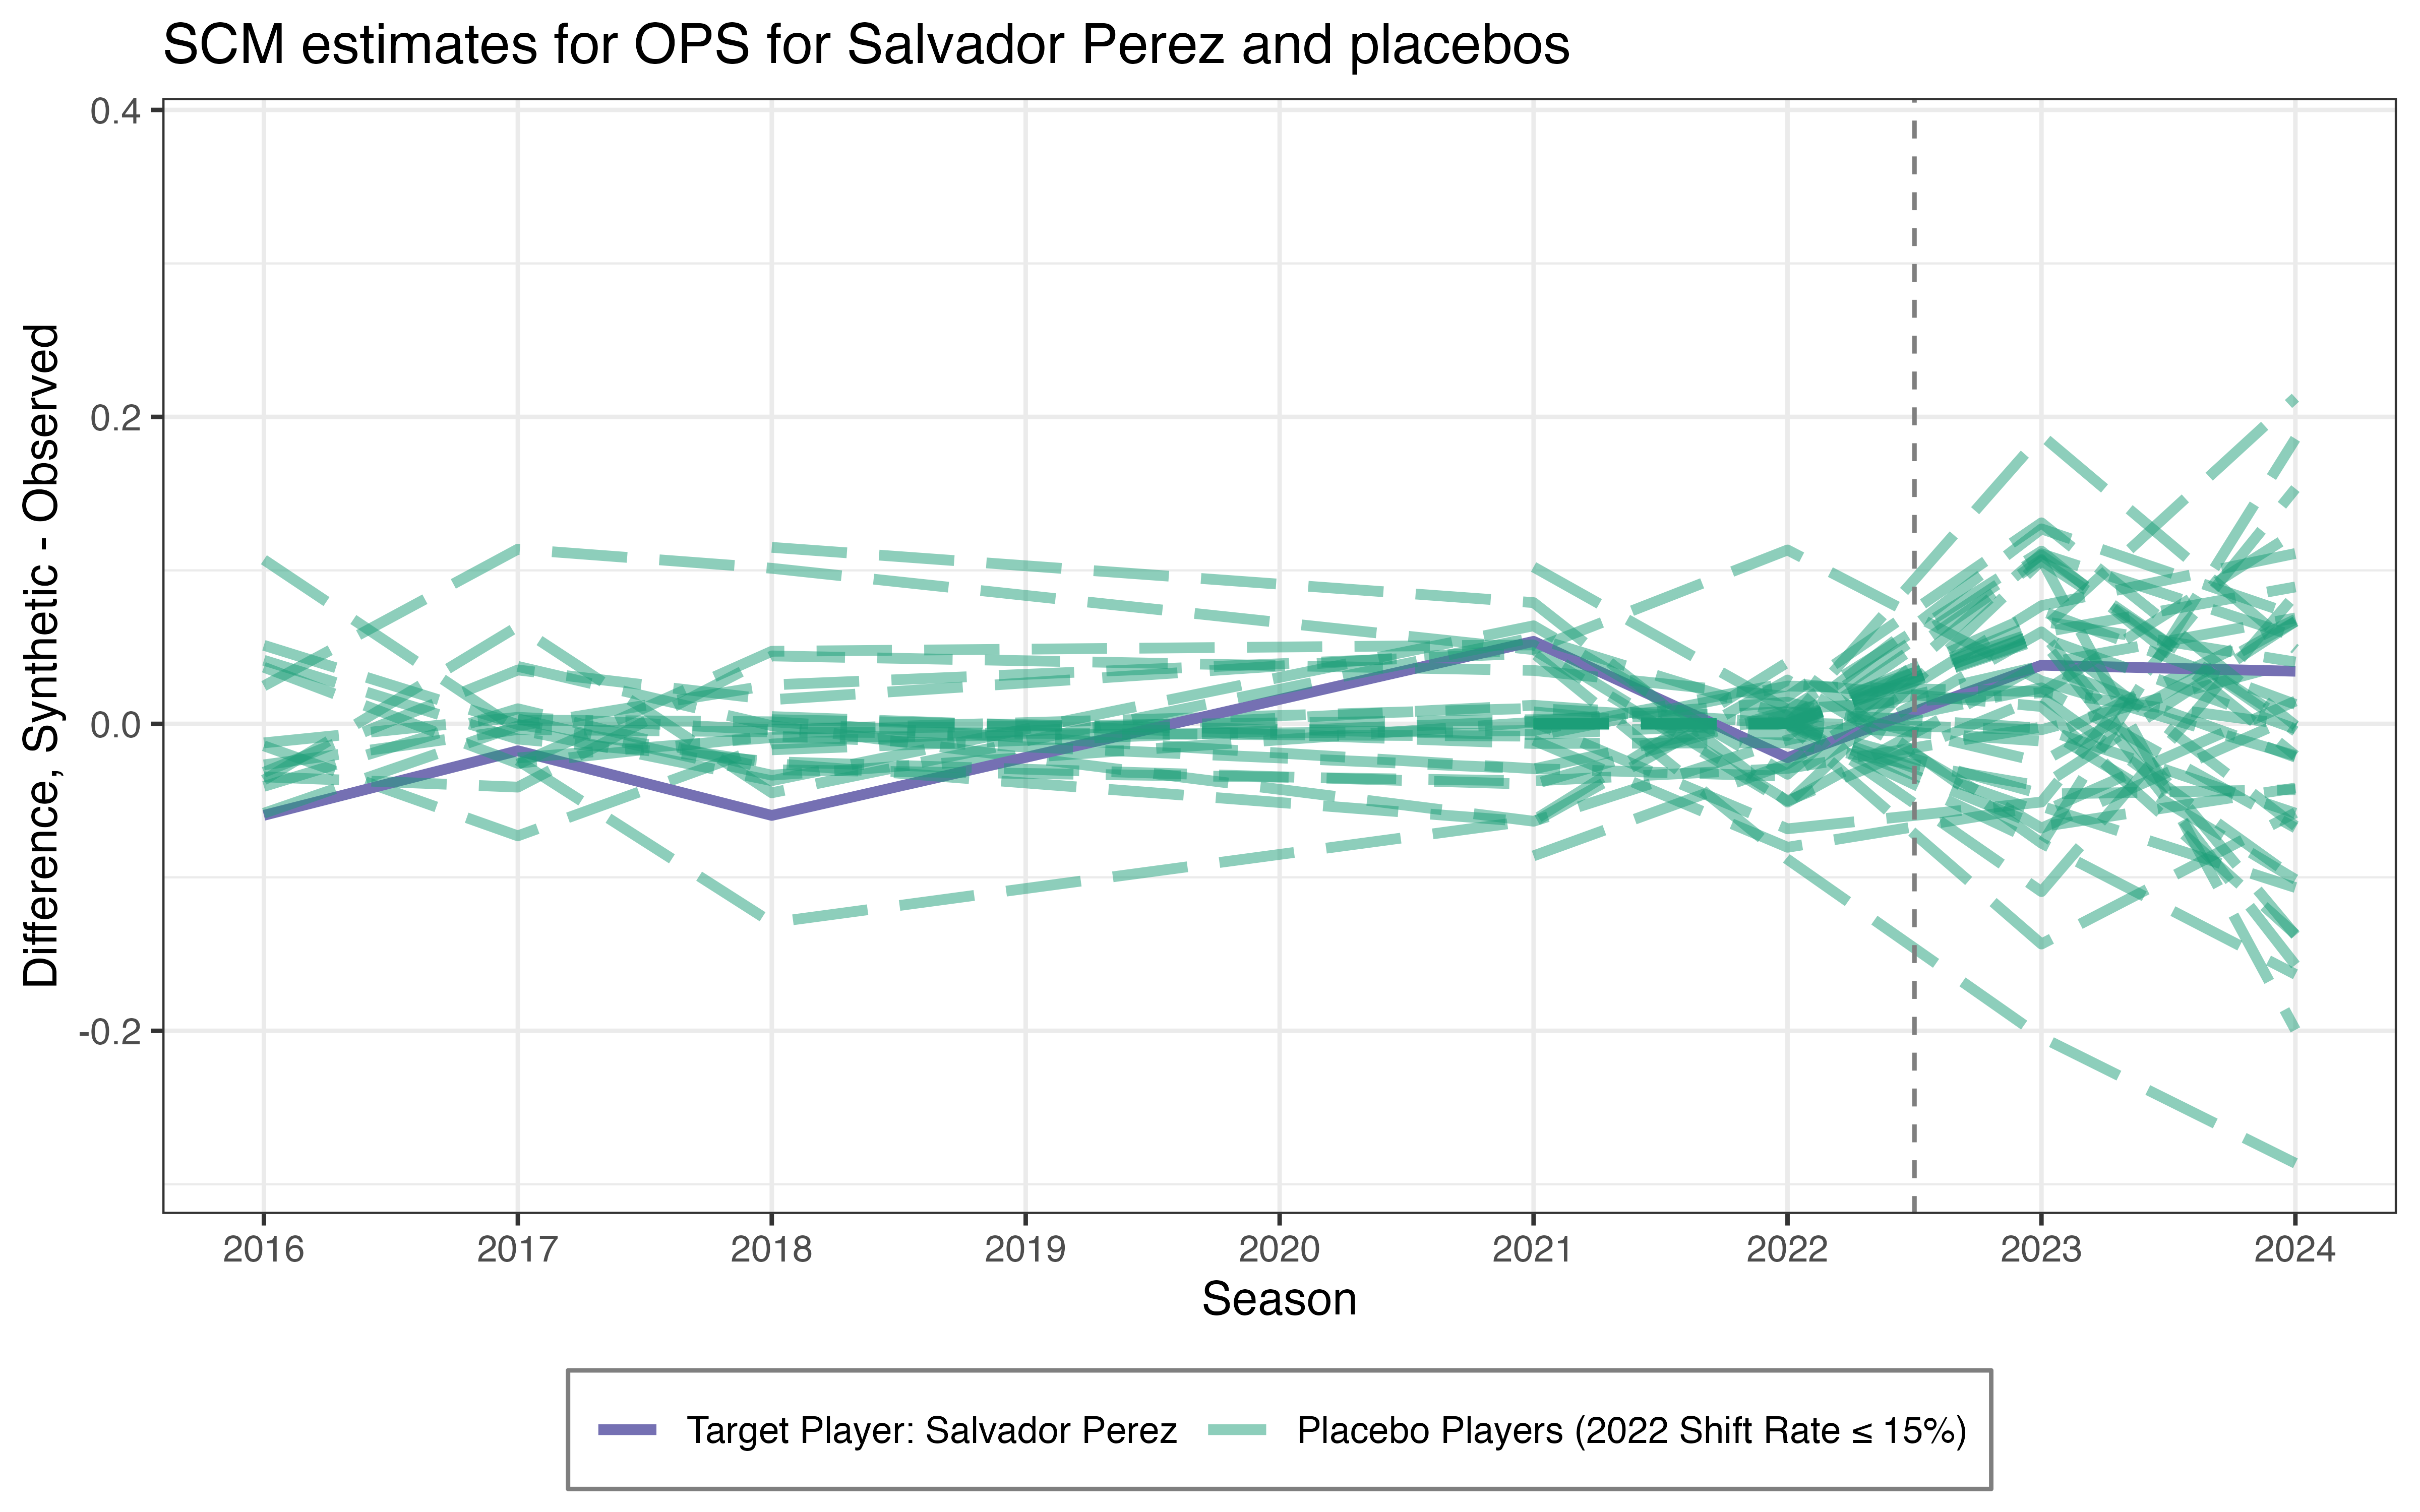 SCM estimates for OPS for Salvador Perez and placebos
Difference, Synthetic - Observed
0.4
0.2
0.0
-0.2
2016 2017 2018 2019 2020 2021 2022 2023 2024
Season
Target Player: Salvador Perez Placebo Players (2022 Shift Rate ≤ 15%)